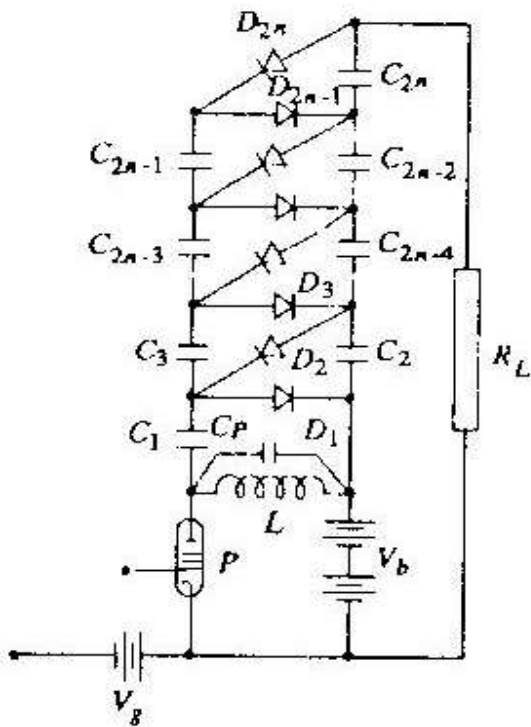 D2n
D2n-1 C2n
C2n-1 C2n-2
C2n-3 C2n-4
D3
C3 D2 C2 RL
C1 CP D1
L
P Vb
Vg